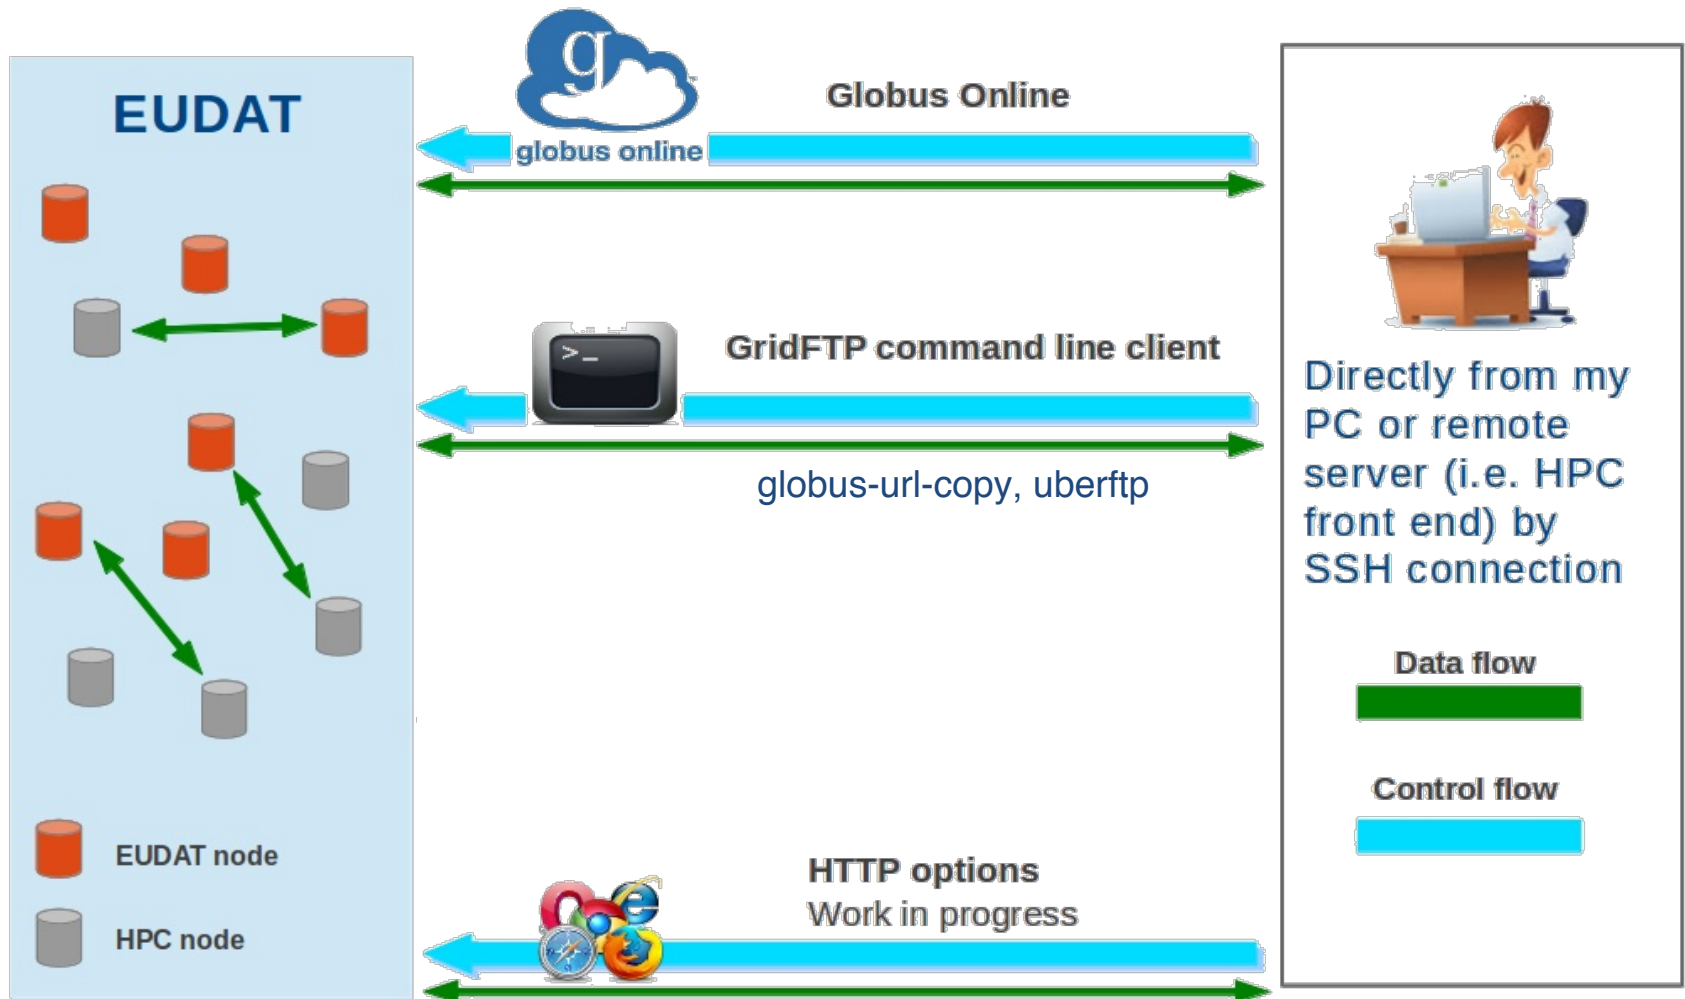 EUDAT
EUDAT node
HPC node
g
globus online
Globus Online
>_
GridFTP command line client
globus-url-copy, uberftp
HTTP options
Work in progress
Directly from my
PC or remote
server (i.e. HPC
front end) by
SSH connection
Data flow
Control flow